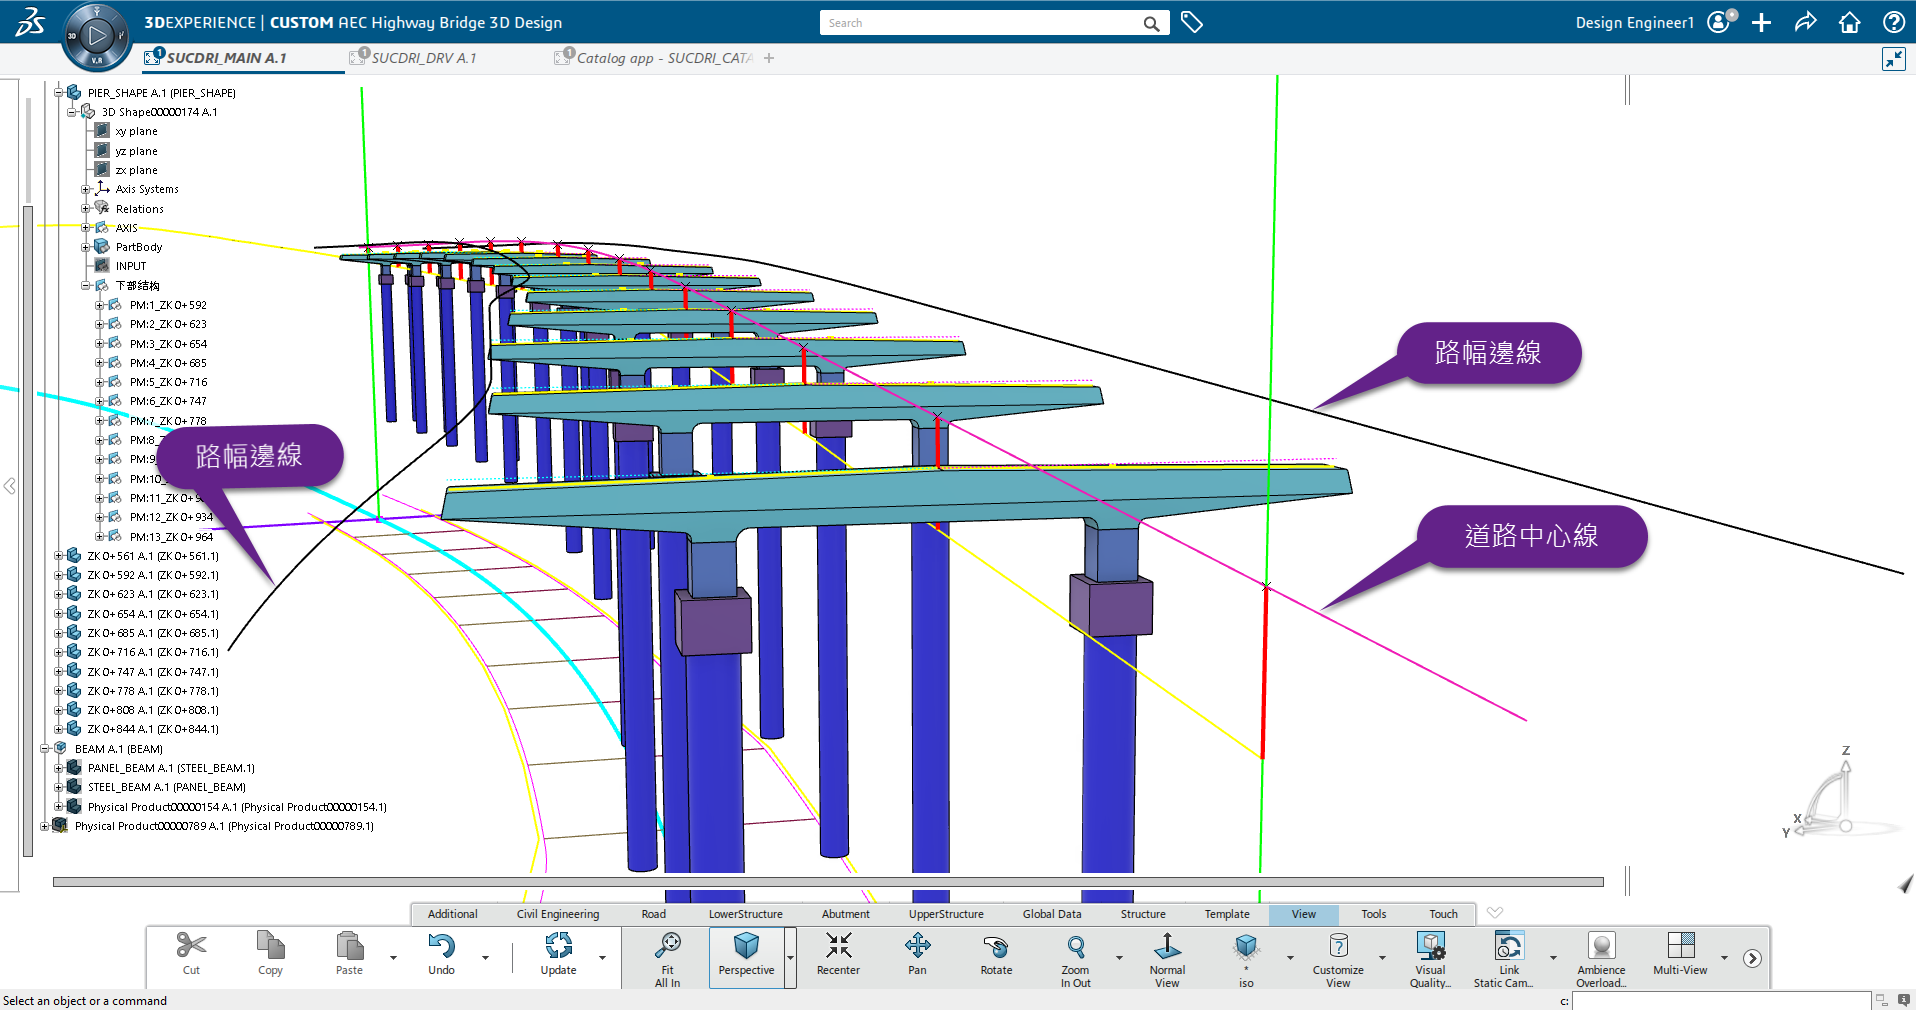 3DEXPERIENCE | CUSTOM AEC Highway Bridge 3D Design
Search
Design Engineer1
3D
V.R
SUCDRI_MAIN A.1
SUCDRI_DRV A.1
Catalog app - SUCDRI_CATA
PIER_SHAPE A.1 (PIER_SHAPE)
3D Shape00000174 A.1
xy plane
yz plane
zx plane
Axis Systems
Relations
AXIS
PartBody
INPUT
下部结构
PM:1_ZK 0+592
PM:2_ZK 0+623
PM:3_ZK 0+654
PM:4_ZK 0+685
PM:5_ZK 0+716
PM:6_ZK 0+747
PM:7_ZK 0+778
PM:8_
PM:9_
PM:10_
PM:11_ZK 0+9
PM:12_ZK 0+934
PM:13_ZK 0+964
ZK 0+561 A.1 (ZK 0+561.1)
ZK 0+592 A.1 (ZK 0+592.1)
ZK 0+623 A.1 (ZK 0+623.1)
ZK 0+654 A.1 (ZK 0+654.1)
ZK 0+685 A.1 (ZK 0+685.1)
ZK 0+716 A.1 (ZK 0+716.1)
ZK 0+747 A.1 (ZK 0+747.1)
ZK 0+778 A.1 (ZK 0+778.1)
ZK 0+808 A.1 (ZK 0+808.1)
ZK 0+844 A.1 (ZK 0+844.1)
BEAM A.1 (BEAM)
PANEL_BEAM A.1 (STEEL_BEAM.1)
STEEL_BEAM A.1 (PANEL_BEAM)
Physical Product00000154 A.1 (Physical Product00000154.1)
Physical Product00000789 A.1 (Physical Product00000789.1)
路幅邊線
路幅邊線
道路中心線
Z
X
Y
Additional
Civil Engineering
Road
LowerStructure
Abutment
UpperStructure
Global Data
Structure
Template
View
Tools
Touch
Cut
Copy
Paste
Undo
Update
Fit All In
Perspective
Recenter
Pan
Rotate
Zoom In Out
Normal View
* iso
Customize View
Visual Quality...
Link Static Cam...
Ambience Overload...
Multi-View
Select an object or a command
c: